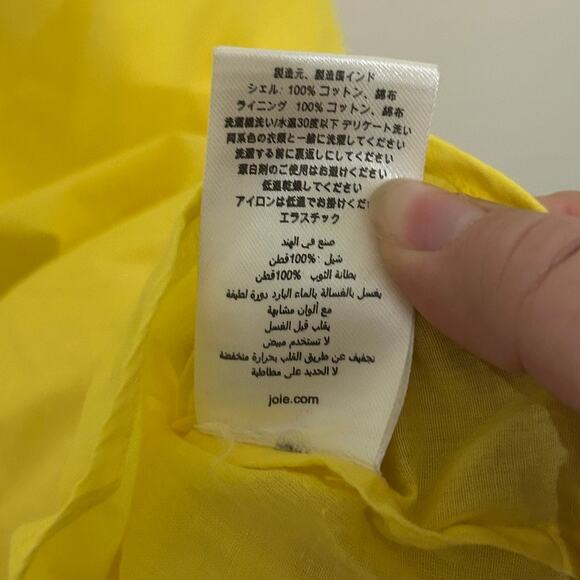 製造元、製造国インド
シェル: 100% コットン、綿布
ライニング 100% コットン、綿布
洗濯機洗い/水温30度以下 デリケート洗い
同系色の衣類と一緒に洗濯してください
洗濯する前に裏返しにしてください
漂白剤のご使用はお避けください
低温乾燥してください
アイロンは低温でお掛けくだ
エラスチック
صنع في الهند
شيل: 100% قطن
بطانة الثوب 100% قطن
يغسل بالغسالة بالماء البارد دورة لطيفة
مع ألوان مشابهة
يقلب قبل الغسل
لا تستخدم مبيض
تجفيف عن طريق القلب بحرارة منخفضة
لا الحديد على مطاطية
joie.com